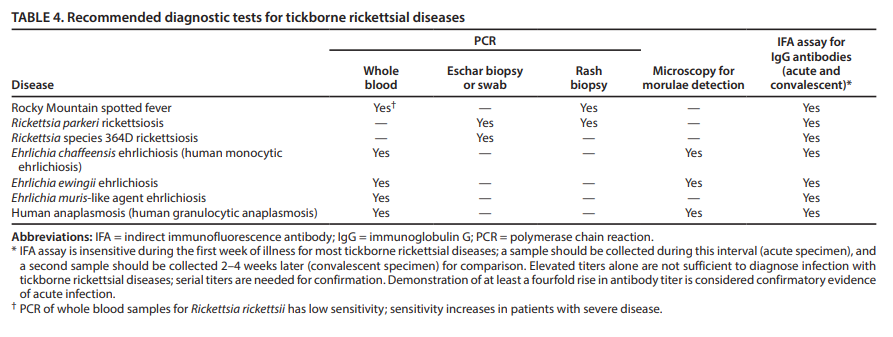 TABLE 4. Recommended diagnostic tests for tickborne rickettsial diseases
PCR
Disease Whole blood Eschar biopsy or swab Rash biopsy Microscopy for morulae detection IFA assay for IgG antibodies (acute and convalescent)*
Rocky Mountain spotted fever Yes† — Yes — Yes
Rickettsia parkeri rickettsiosis — Yes Yes — Yes
Rickettsia species 364D rickettsiosis — Yes — — Yes
Ehrlichia chaffeensis ehrlichiosis (human monocytic Yes — — Yes Yes
ehrlichiosis)
Ehrlichia ewingii ehrlichiosis Yes — — Yes Yes
Ehrlichia muris-like agent ehrlichiosis Yes — — — Yes
Human anaplasmosis (human granulocytic anaplasmosis) Yes — — Yes Yes
Abbreviations: IFA = indirect immunofluorescence antibody; IgG = immunoglobulin G; PCR = polymerase chain reaction.
* IFA assay is insensitive during the first week of illness for most tickborne rickettsial diseases; a sample should be collected during this interval (acute specimen), and
a second sample should be collected 2–4 weeks later (convalescent specimen) for comparison. Elevated titers alone are not sufficient to diagnose infection with
tickborne rickettsial diseases; serial titers are needed for confirmation. Demonstration of at least a fourfold rise in antibody titer is considered confirmatory evidence
of acute infection.
† PCR of whole blood samples for Rickettsia rickettsii has low sensitivity; sensitivity increases in patients with severe disease.